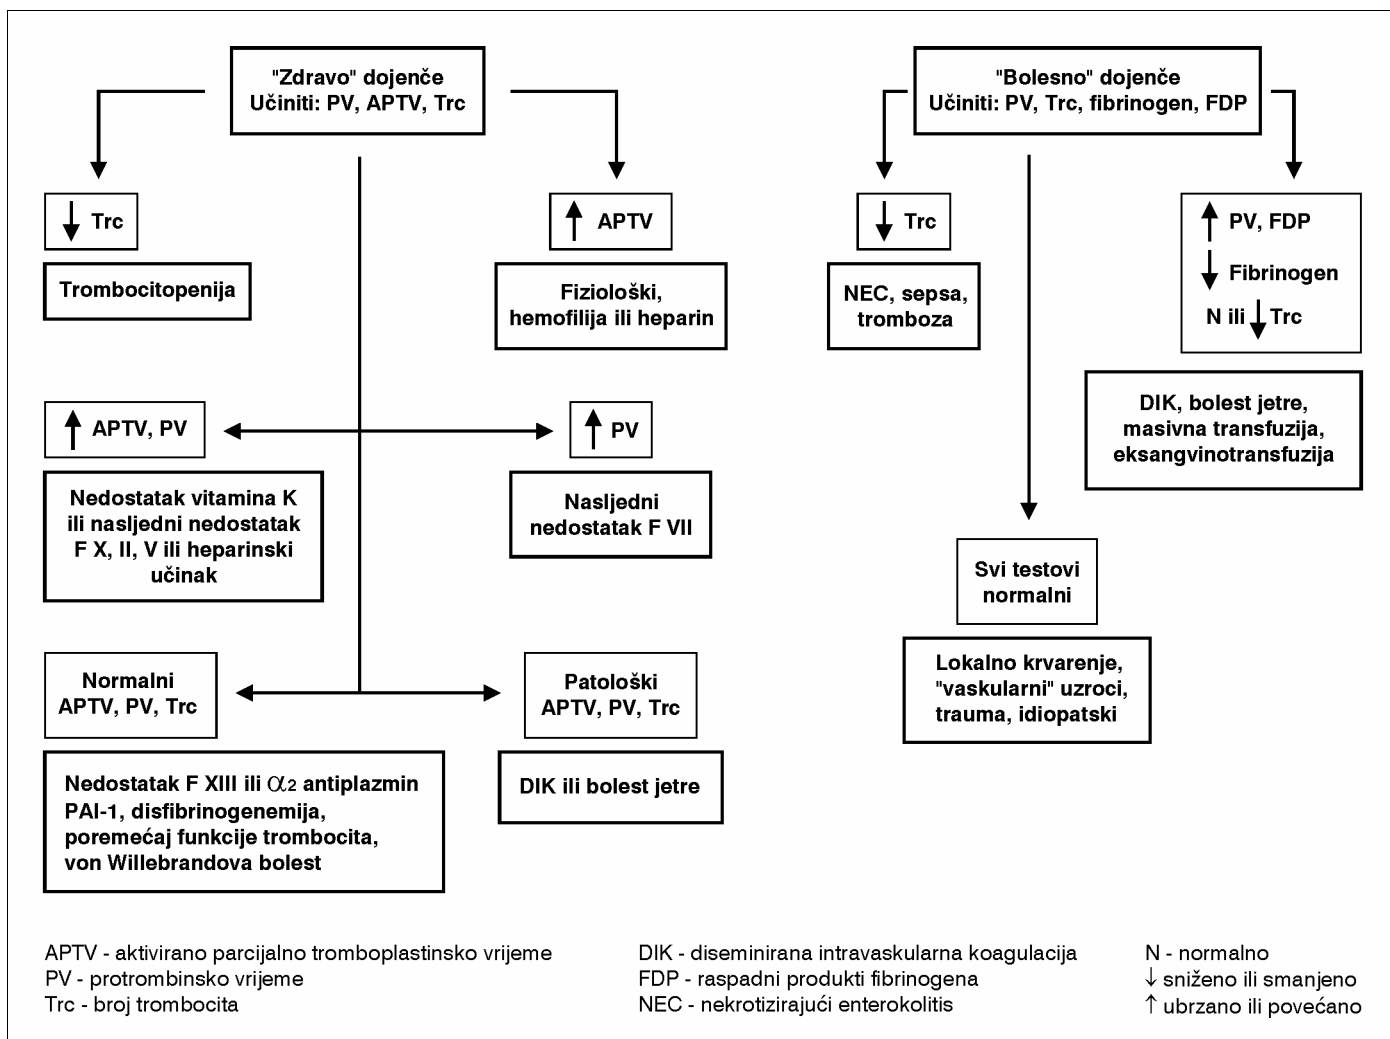 "Zdravo" dojenče
Učiniti: PV, APTV, Trc
↓ Trc
Trombocitopenija
↑ APTV
Fiziološki,
hemofilija ili heparin
↑ APTV, PV
Nedostatak vitamina K
ili nasljedni nedostatak
F X, II, V ili heparinski
učinak
↑ PV
Nasljedni
nedostatak F VII
Normalni
APTV, PV, Trc
Nedostatak F XIII ili α2 antiplazmin
PAI-1, disfibrinogenemija,
poremećaj funkcije trombocita,
von Willebrandova bolest
Patološki
APTV, PV, Trc
DIK ili bolest jetre
"Bolesno" dojenče
Učiniti: PV, Trc, fibrinogen, FDP
↓ Trc
NEC, sepsa,
tromboza
↑ PV, FDP
↓ Fibrinogen
N ili ↓ Trc
DIK, bolest jetre,
masivna transfuzija,
eksangvinotransfuzija
Svi testovi
normalni
Lokalno krvarenje,
"vaskularni" uzroci,
trauma, idiopatski
APTV - aktivirano parcijalno tromboplastinsko vrijeme
PV - protrombinsko vrijeme
Trc - broj trombocita
DIK - diseminirana intravaskularna koagulacija
FDP - raspadni produkti fibrinogena
NEC - nekrotizirajući enterokolitis
N - normalno
↓ sniženo ili smanjeno
↑ ubrzano ili povećano